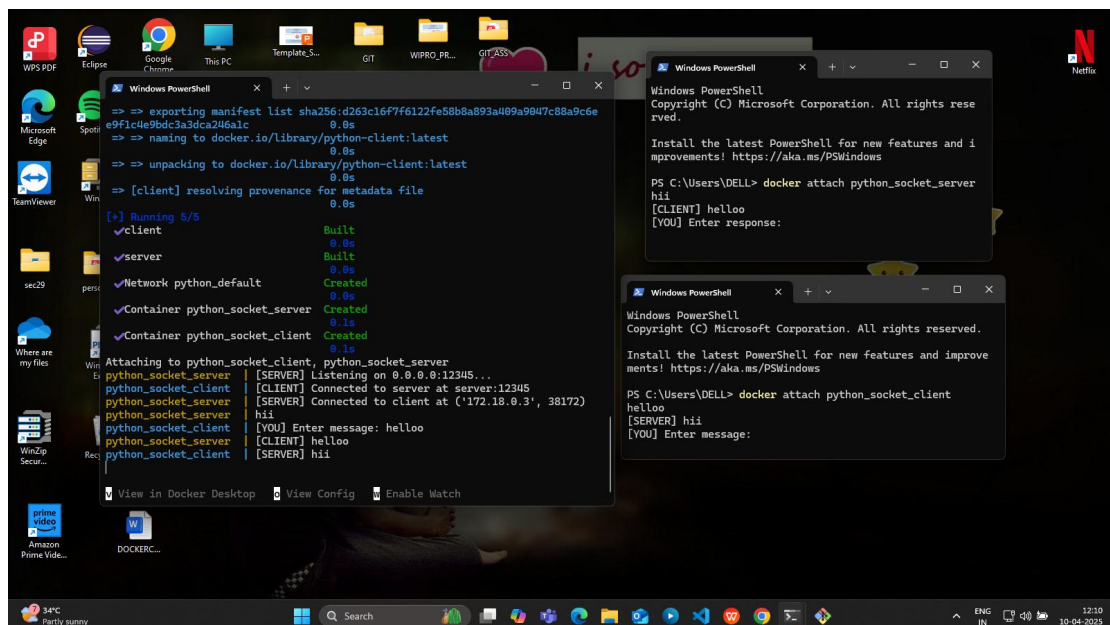 WPS PDF
Eclipse
Google
Chrome
This PC
Template_S...
GIT
WIPRO_PR...
GIT_ASS
i so
Netflix
Microsoft
Edge
Spoti
TeamViewer
Win
sec29
perso
Where are
my files
Win
WinZip
Secur...
Rec
prime
video
Amazon
Prime Vide...
DOCKERC...
Windows PowerShell
=> => exporting manifest list sha256:d263c16f7f6122fe58b8a893a409a9047c88a9c6e
e9f1c4e9bdc3a3dca246a1c 0.0s
=> => naming to docker.io/library/python-client:latest
0.0s
=> => unpacking to docker.io/library/python-client:latest
0.0s
=> [client] resolving provenance for metadata file
0.0s
[+] Running 5/5
✔client Built
0.0s
✔server Built
0.0s
✔Network python_default Created
0.0s
✔Container python_socket_server Created
0.1s
✔Container python_socket_client Created
0.1s
Attaching to python_socket_client, python_socket_server
python_socket_server | [SERVER] Listening on 0.0.0.0:12345...
python_socket_client | [CLIENT] Connected to server at server:12345
python_socket_server | [SERVER] Connected to client at ('172.18.0.3', 38172)
python_socket_server | hii
python_socket_client | [YOU] Enter message: helloo
python_socket_server | [CLIENT] helloo
python_socket_client | [SERVER] hii
v View in Docker Desktop o View Config w Enable Watch
Windows PowerShell
Windows PowerShell
Copyright (C) Microsoft Corporation. All rights rese
rved.
Install the latest PowerShell for new features and i
mprovements! https://aka.ms/PSWindows
PS C:\Users\DELL> docker attach python_socket_server
hii
[CLIENT] helloo
[YOU] Enter response:
Windows PowerShell
Windows PowerShell
Copyright (C) Microsoft Corporation. All rights reserved.
Install the latest PowerShell for new features and improve
ments! https://aka.ms/PSWindows
PS C:\Users\DELL> docker attach python_socket_client
helloo
[SERVER] hii
[YOU] Enter message:
7
34°C
Partly sunny
Search
ENG
IN
12:10
10-04-2025